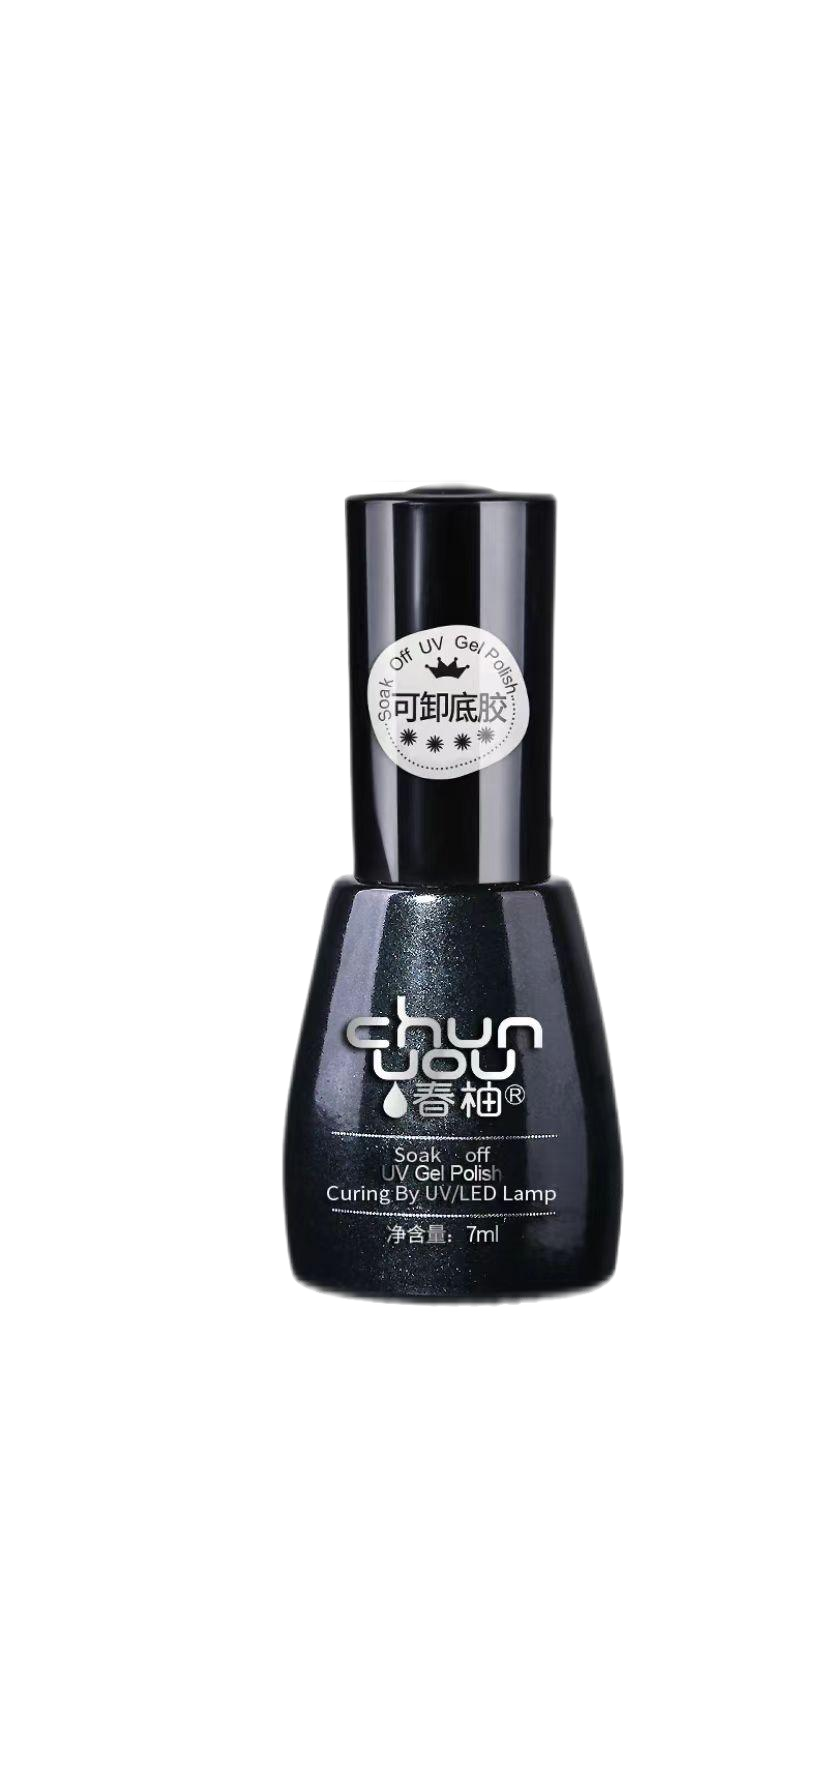 Soak Off UV Gel Polish
可卸底胶
chun
you
春柚®
Soak off
UV Gel Polish
Curing By UV/LED Lamp
净含量：7ml